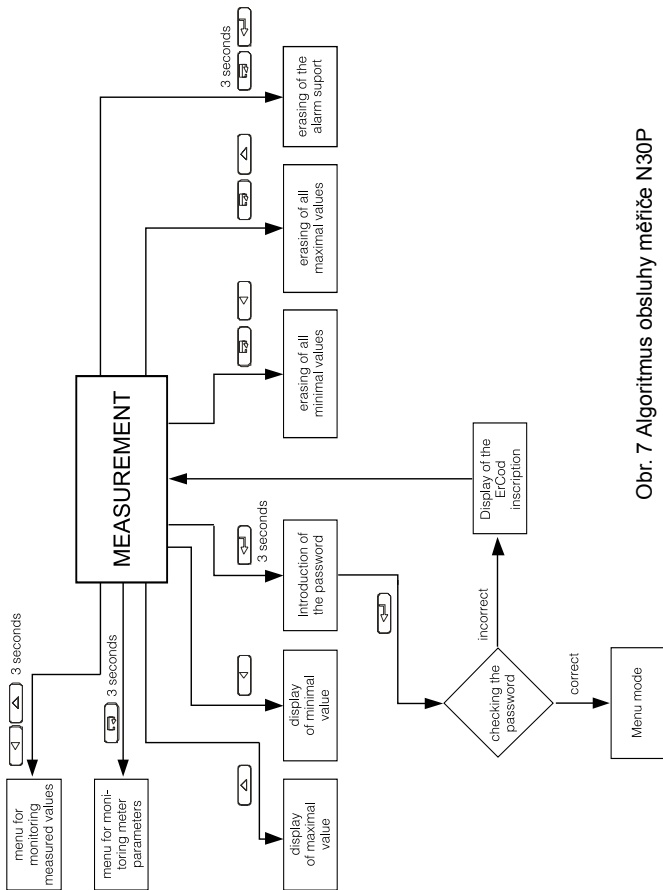 menu for
monitoring
measured values
3 seconds
menu for moni-
toring meter
parameters
3 seconds
MEASUREMENT
display
of maximal
value
display
of minimal
value
3 seconds
Introduction of
the password
erasing of all
minimal values
erasing of all
maximal values
3 seconds
erasing of the
alarm suport
checking the
password
incorrect
Display of the
ErCod
inscription
correct
Menu mode
Obr. 7 Algoritmus obsluhy měřiče N30P